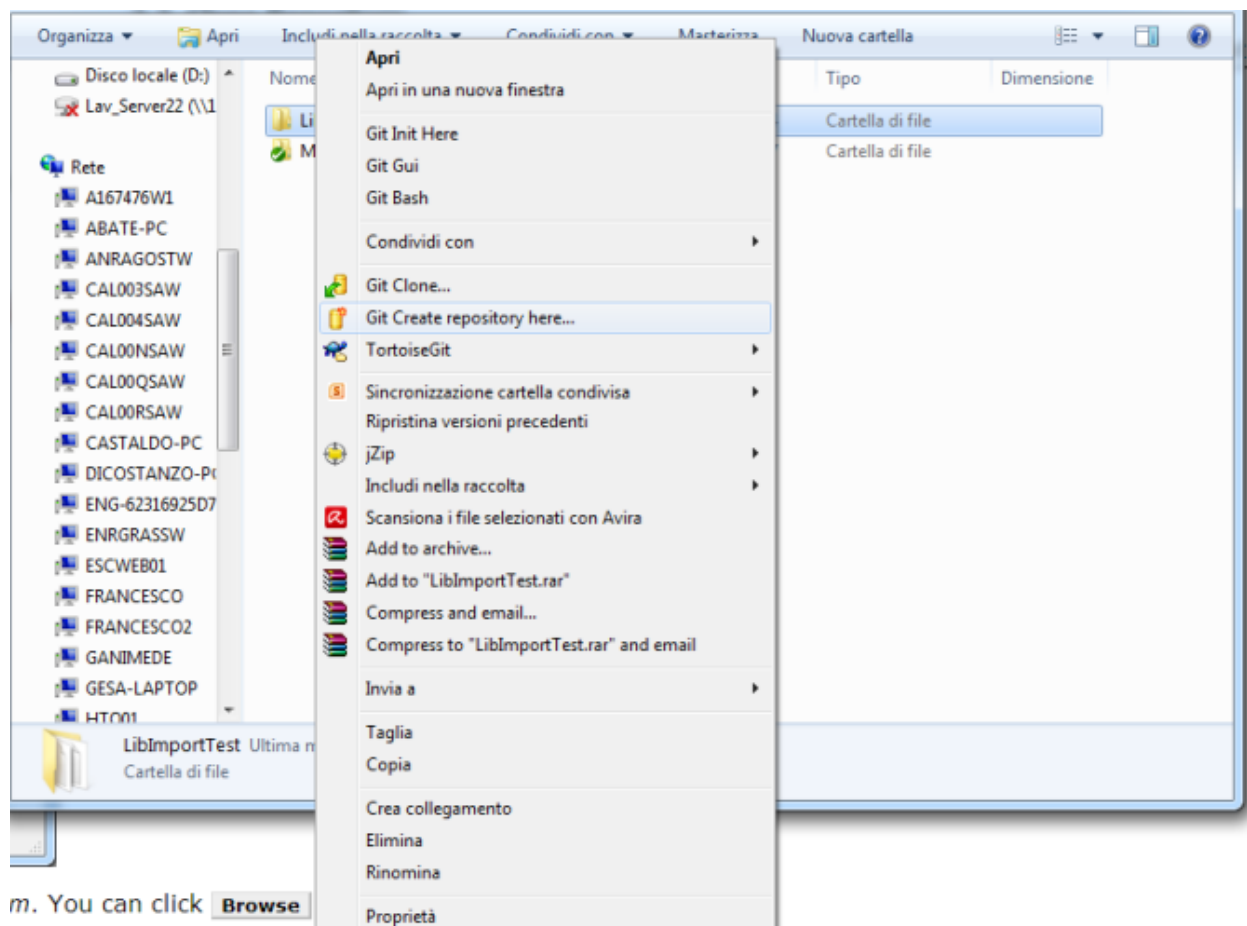 Organizza Apri Includi nella raccolta Condividi con Masterizza Nuova cartella
Disco locale (D:)
Lav_Server22 (\\1
Rete
A167476W1
ABATE-PC
ANRAGOSTW
CAL003SAW
CAL004SAW
CAL00NSAW
CAL00QSAW
CAL00RSAW
CASTALDO-PC
DICOSTANZO-P
ENG-62316925D7
ENRGRASSW
ESCWEB01
FRANCESCO
FRANCESCO2
GANIMEDE
GESA-LAPTOP
HTO01
Nome Tipo Dimensione
Li Cartella di file
M Cartella di file
Apri
Apri in una nuova finestra
Git Init Here
Git Gui
Git Bash
Condividi con
Git Clone...
Git Create repository here...
TortoiseGit
Sincronizzazione cartella condivisa
Ripristina versioni precedenti
jZip
Includi nella raccolta
Scansiona i file selezionati con Avira
Add to archive...
Add to "LibImportTest.rar"
Compress and email...
Compress to "LibImportTest.rar" and email
Invia a
Taglia
Copia
Crea collegamento
Elimina
Rinomina
Proprietà
LibImportTest Ultima m
Cartella di file
m. You can click Browse